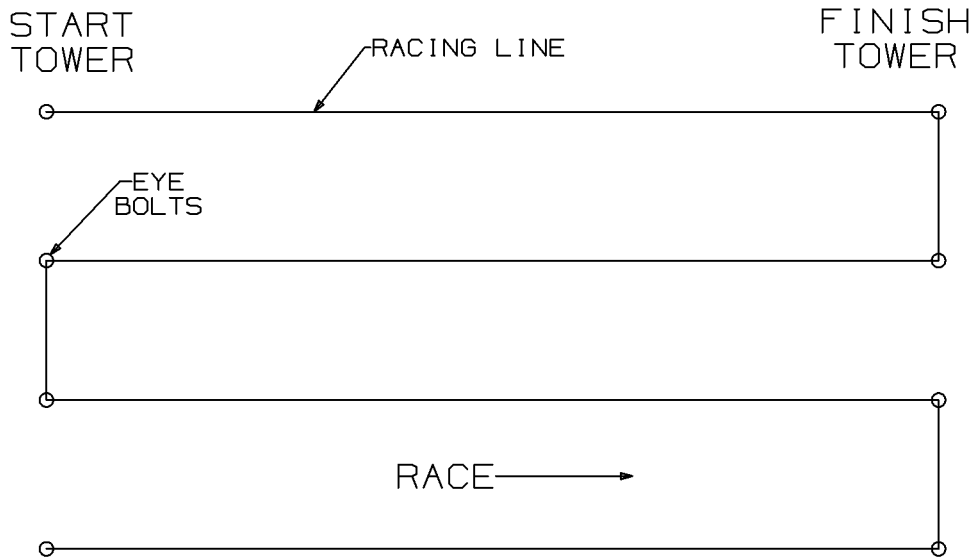 START
TOWER
FINISH
TOWER
RACING LINE
EYE
BOLTS
RACE